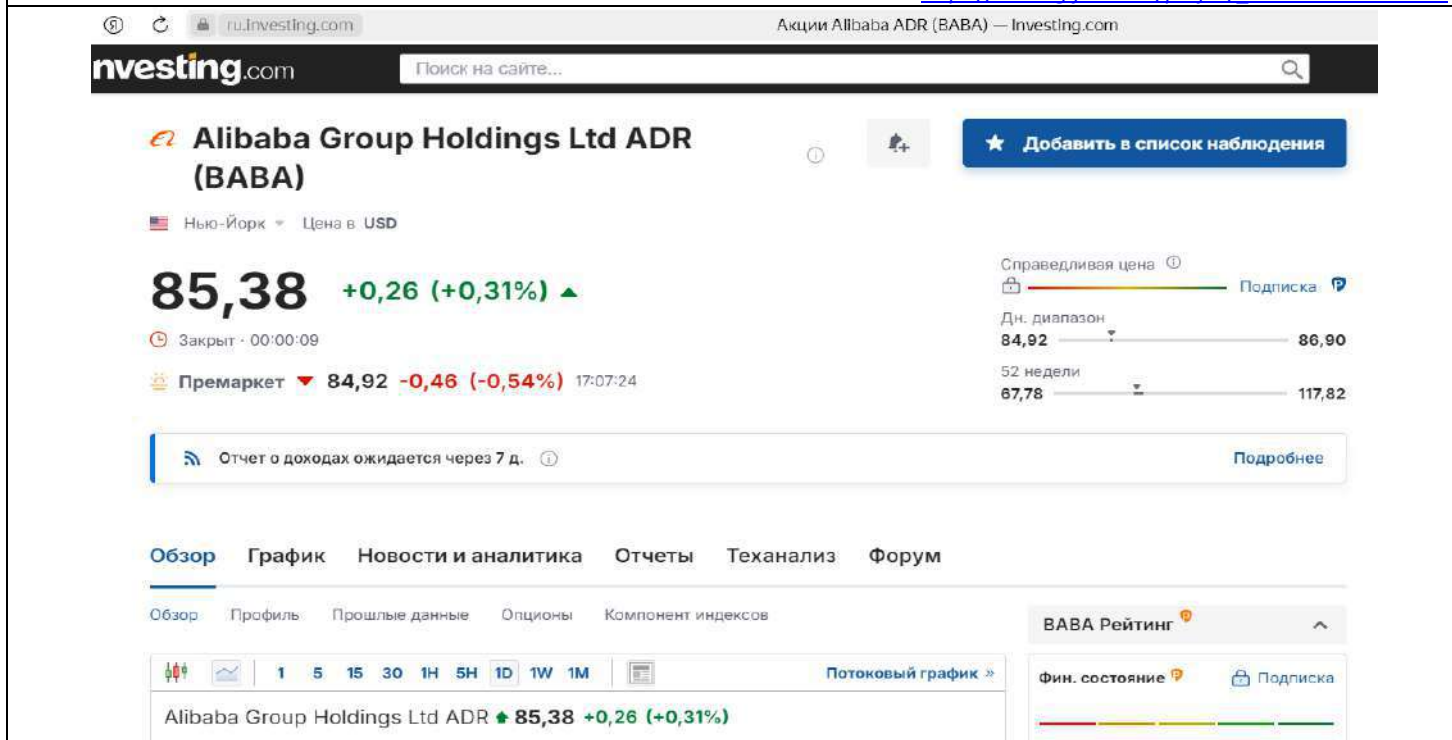 ru.investing.com Акции Alibaba ADR (BABA) — Investing.com
nvesting.com Поиск на сайте...
Alibaba Group Holdings Ltd ADR
(BABA)
Добавить в список наблюдения
Нью-Йорк Цена в USD
85,38 +0,26 (+0,31%)
Закрыт · 00:00:09
Премаркет 84,92 -0,46 (-0,54%) 17:07:24
Справедливая цена
Подписка
Дн. диапазон
84,92 86,90
52 недели
67,78 117,82
Отчет о доходах ожидается через 7 д. Подробнее
Обзор График Новости и аналитика Отчеты Теханализ Форум
Обзор Профиль Прошлые данные Опционы Компонент индексов
BABA Рейтинг
1 5 15 30 1H 5H 1D 1W 1M Потоковый график »
Фин. состояние Подписка
Alibaba Group Holdings Ltd ADR 85,38 +0,26 (+0,31%)